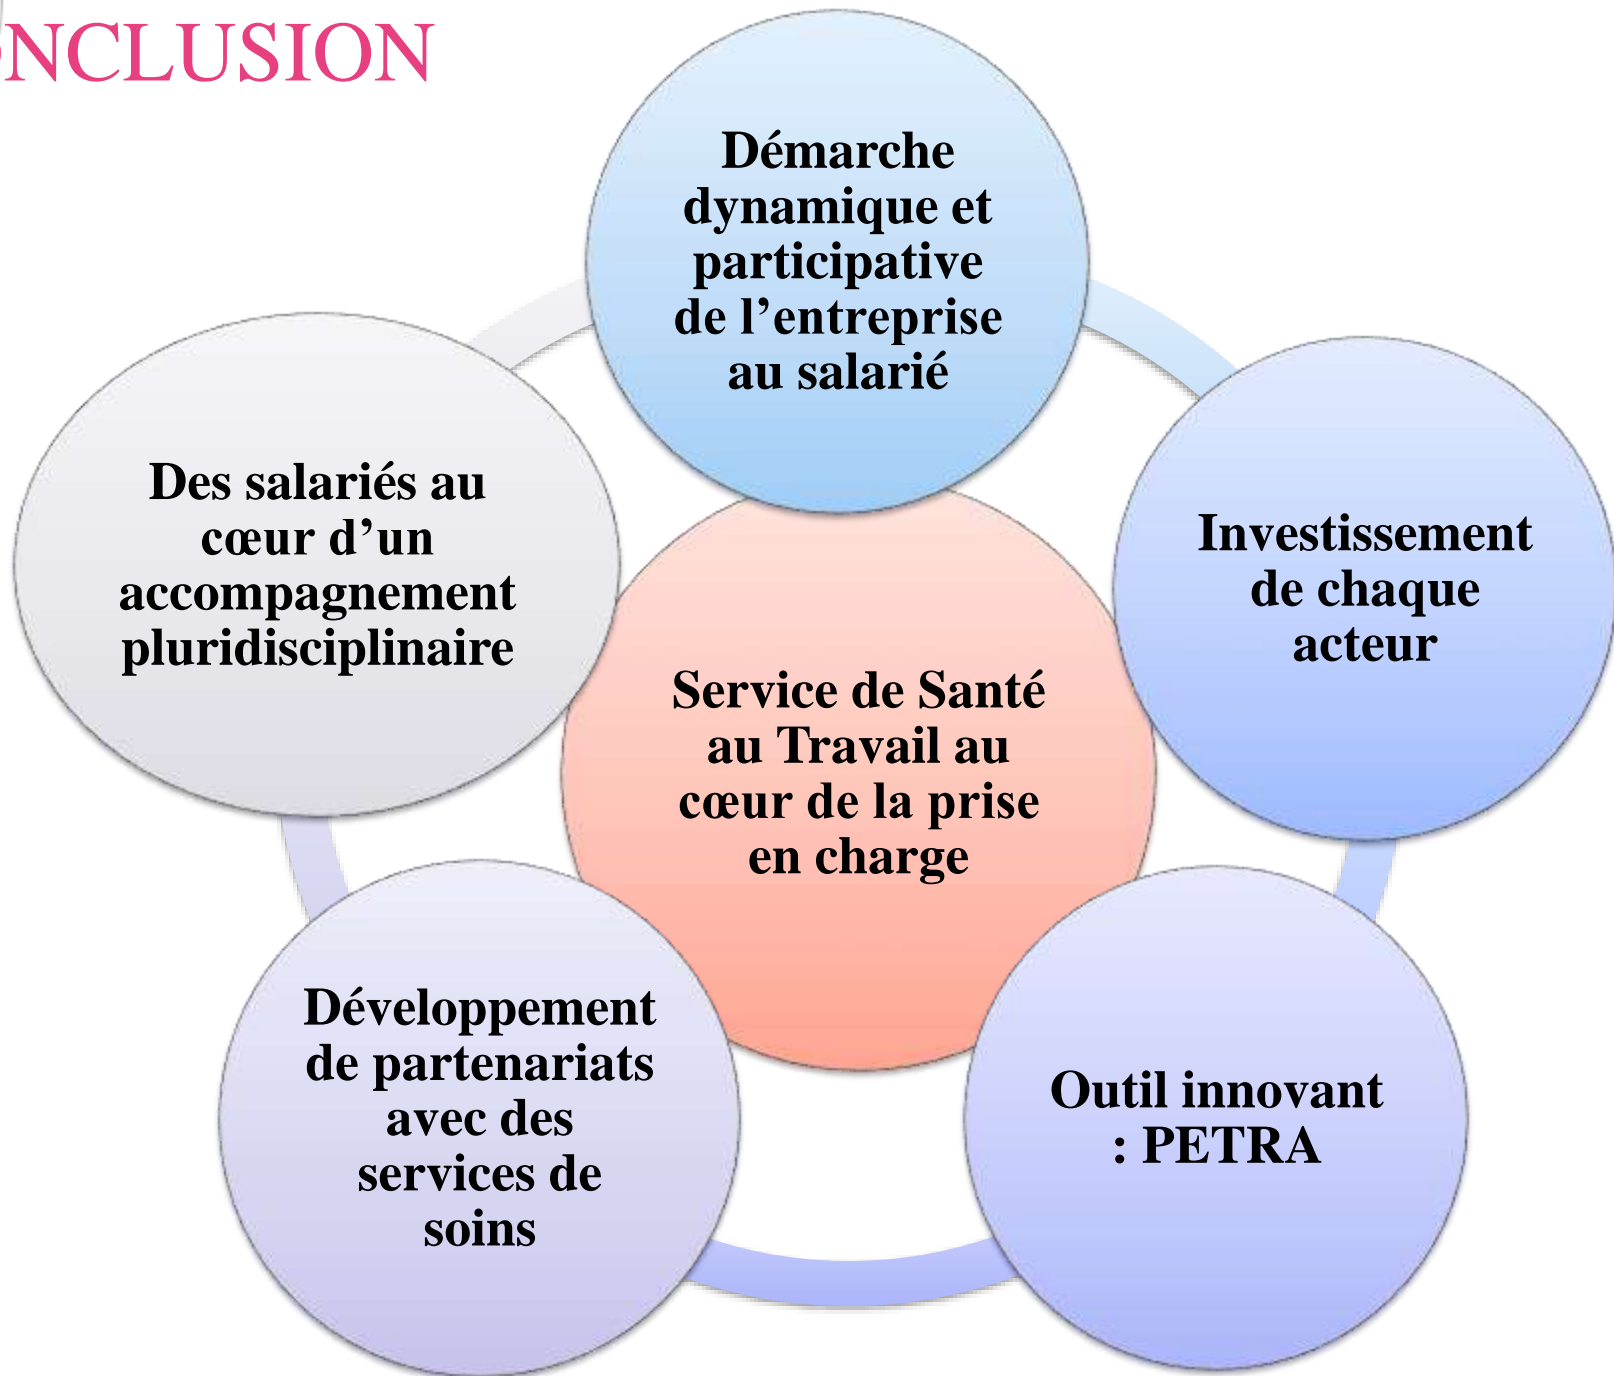 ONCLUSION
Démarche
dynamique et
participative
de l’entreprise
au salarié
Investissement
de chaque
acteur
Outil innovant
: PETRA
Développement
de partenariats
avec des
services de
soins
Des salariés au
cœur d’un
accompagnement
pluridisciplinaire
Service de Santé
au Travail au
cœur de la prise
en charge